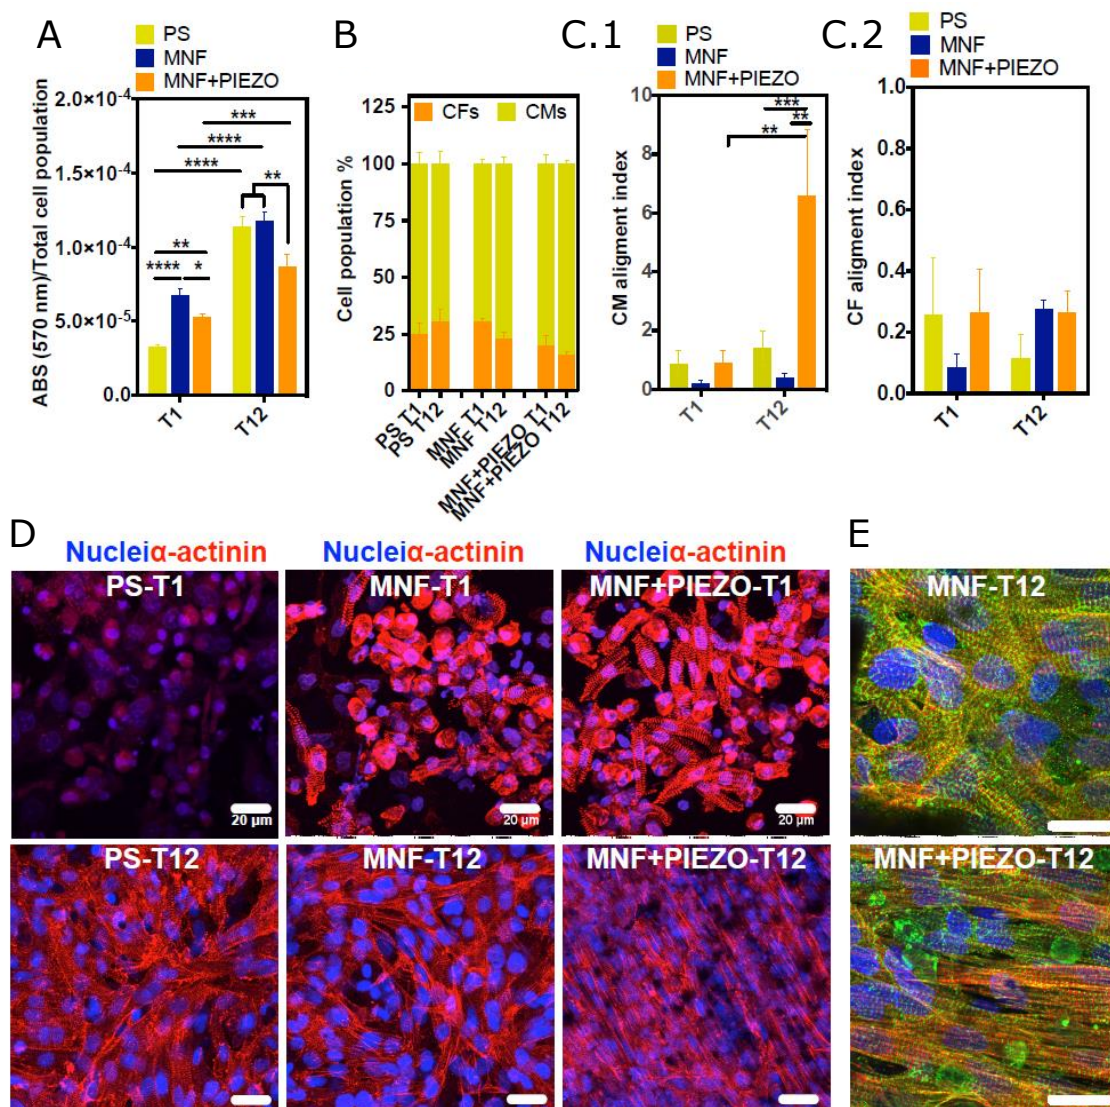 A
PS
MNF
MNF+PIEZO
ABS (570 nm)/Total cell population
2.0×10-4
1.5×10-4
1.0×10-4
5.0×10-5
0.0
****
****
***
**
**
****
*
T1
T12
B
CFs
CMs
Cell population %
125
100
75
50
25
0
PS T1
PS T12
MNF T1
MNF T12
MNF+PIEZO T1
MNF+PIEZO T12
C.1
PS
MNF
MNF+PIEZO
CM aligment index
10
8
6
4
2
0
***
**
**
T1
T12
C.2
PS
MNF
MNF+PIEZO
CF aligment index
1.0
0.8
0.6
0.4
0.2
0.0
T1
T12
D
Nucleiα-actinin
Nucleiα-actinin
Nucleiα-actinin
PS-T1
MNF-T1
MNF+PIEZO-T1
20 µm
20 µm
20 µm
PS-T12
MNF-T12
MNF+PIEZO-T12
E
MNF-T12
MNF+PIEZO-T12